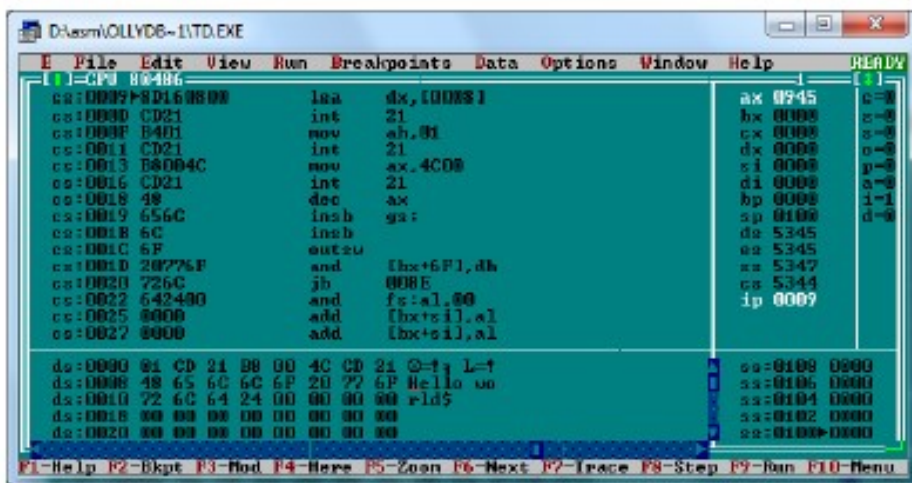 D:\asm\OLLYDB~1\TD.EXE
E File Edit View Run Breakpoints Data Options Window Help READY
[■]=CPU 80486 1 [↕]
cs:0009►8D160800 lea dx,[0008] ax 0945 c=0
cs:000D CD21 int 21 bx 0000 z=0
cs:000F B401 mov ah,01 cx 0000 s=0
cs:0011 CD21 int 21 dx 0000 o=0
cs:0013 B8004C mov ax,4C00 si 0000 p=0
cs:0016 CD21 int 21 di 0000 a=0
cs:0018 48 dec ax bp 0000 i=1
cs:0019 656C insb gs: sp 0100 d=0
cs:001B 6C insb ds 5345
cs:001C 6F outsw es 5345
cs:001D 20776F and [bx+6F],dh ss 5347
cs:0020 726C jb 008E cs 5344
cs:0022 642400 and fs:al,00 ip 0009
cs:0025 0000 add [bx+si],al
cs:0027 0000 add [bx+si],al
ds:0000 01 CD 21 B8 00 4C CD 21 ☺=!╕ L=! ss:0108 0000
ds:0008 48 65 6C 6C 6F 20 77 6F Hello wo ss:0106 0000
ds:0010 72 6C 64 24 00 00 00 00 rld$ ss:0104 0000
ds:0018 00 00 00 00 00 00 00 00 ss:0102 0000
ds:0020 00 00 00 00 00 00 00 00 ss:0100►0000
F1-Help F2-Bkpt F3-Mod F4-Here F5-Zoom F6-Next F7-Trace F8-Step F9-Run F10-Menu